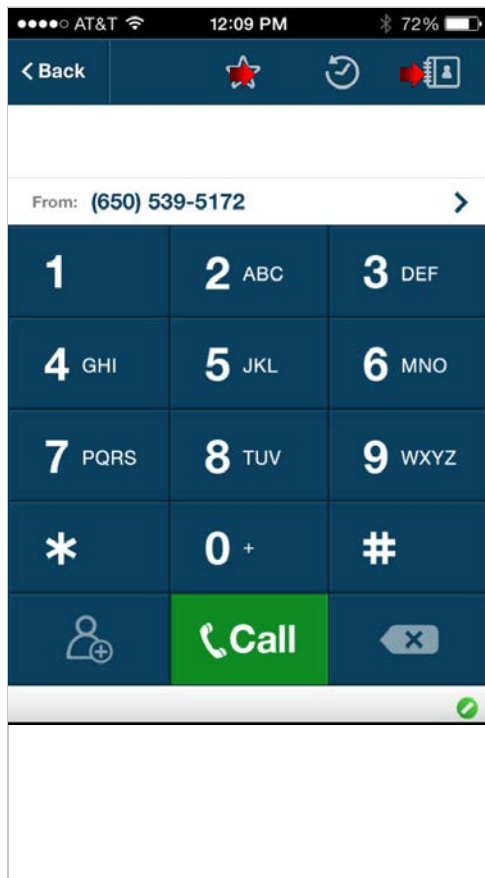 AT&T 12:09 PM 72%
Back
From: (650) 539-5172
1 2 ABC 3 DEF
4 GHI 5 JKL 6 MNO
7 PQRS 8 TUV 9 WXYZ
* 0 + #
Call